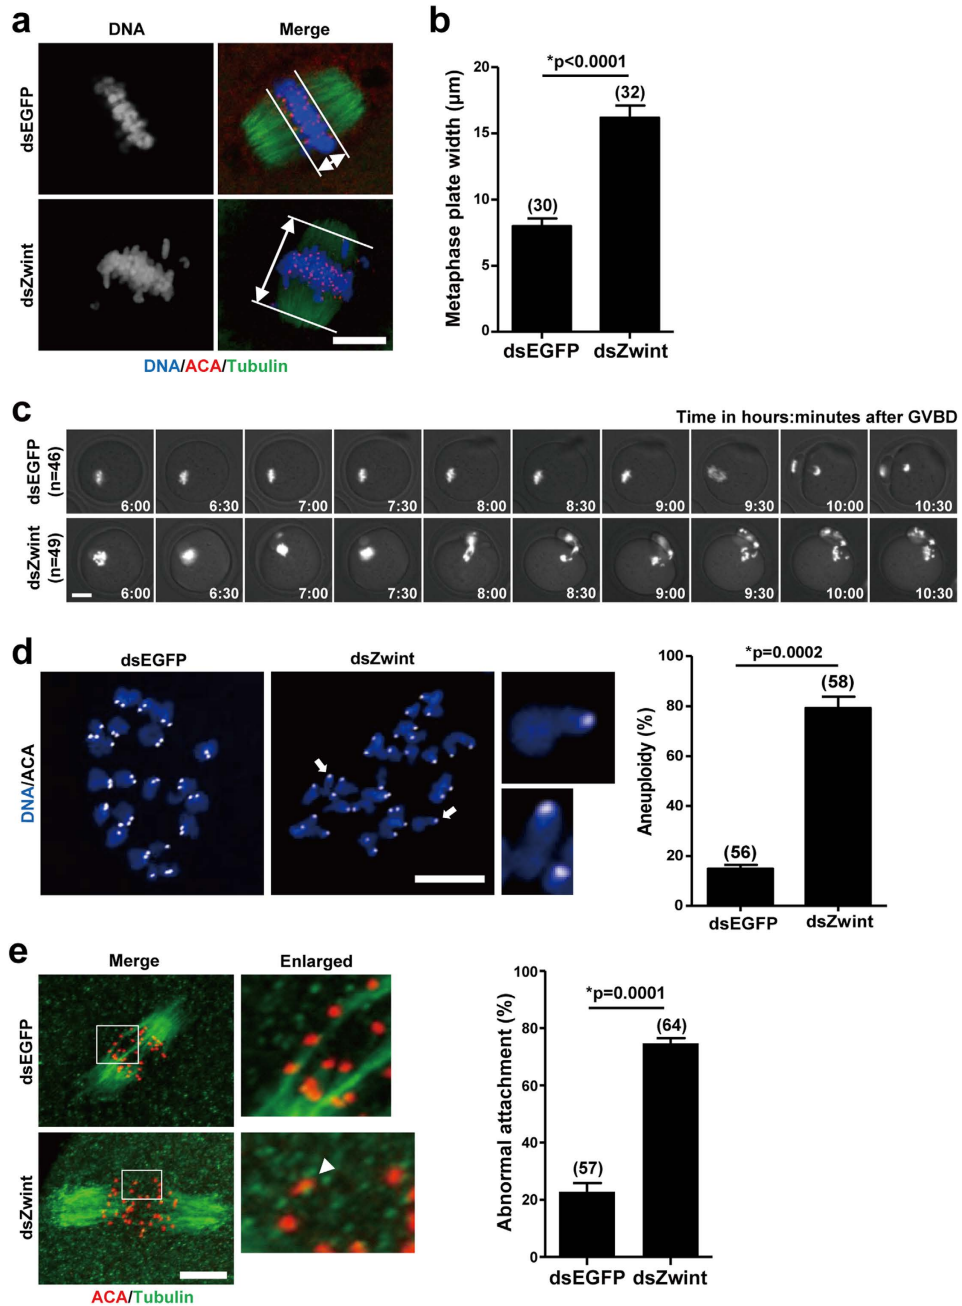 a
DNA
Merge
dsEGFP
dsZwint
DNA/ACA/Tubulin
b
*p<0.0001
Metaphase plate width (μm)
20
15
10
5
0
(30)
(32)
dsEGFP
dsZwint
c
Time in hours:minutes after GVBD
dsEGFP
(n=46)
6:00
6:30
7:00
7:30
8:00
8:30
9:00
9:30
10:00
10:30
dsZwint
(n=49)
6:00
6:30
7:00
7:30
8:00
8:30
9:00
9:30
10:00
10:30
d
dsEGFP
dsZwint
DNA/ACA
*p=0.0002
Aneuploidy (%)
100
80
60
40
20
0
(56)
(58)
dsEGFP
dsZwint
e
Merge
Enlarged
dsEGFP
dsZwint
ACA/Tubulin
*p=0.0001
Abnormal attachment (%)
100
80
60
40
20
0
(57)
(64)
dsEGFP
dsZwint